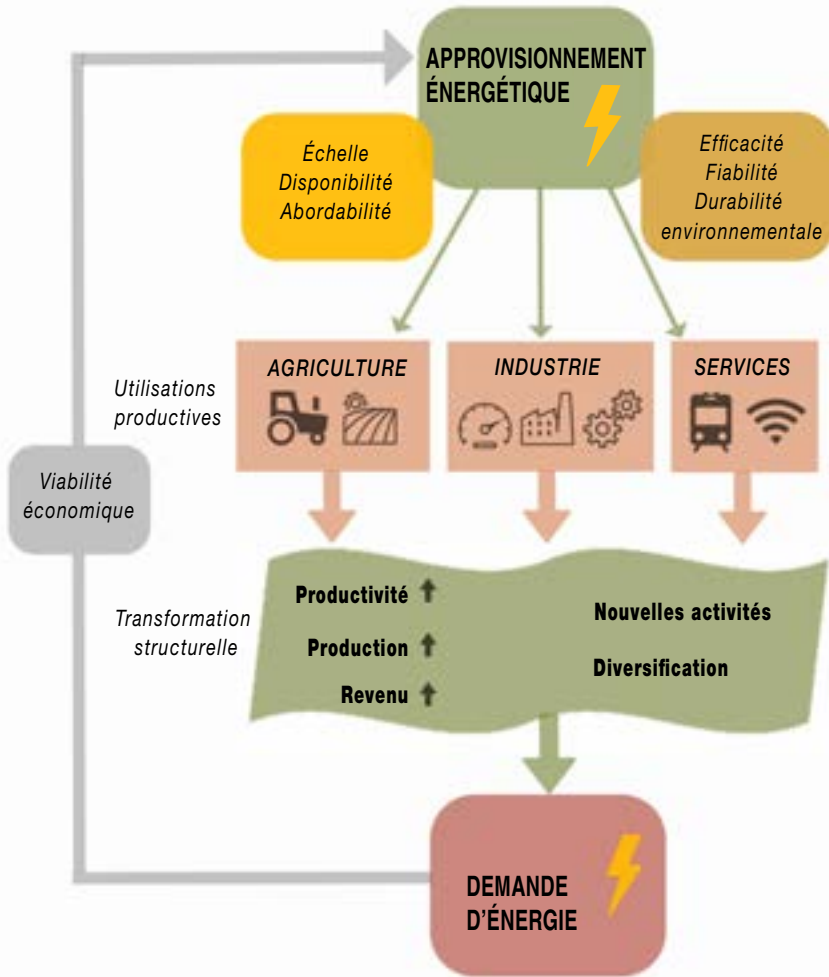 APPROVISIONNEMENT
ÉNERGÉTIQUE
Échelle
Disponibilité
Abordabilité
Efficacité
Fiabilité
Durabilité
environnementale
Utilisations
productives
AGRICULTURE
INDUSTRIE
SERVICES
Viabilité
économique
Transformation
structurelle
Productivité
Production
Revenu
Nouvelles activités
Diversification
DEMANDE
D'ÉNERGIE